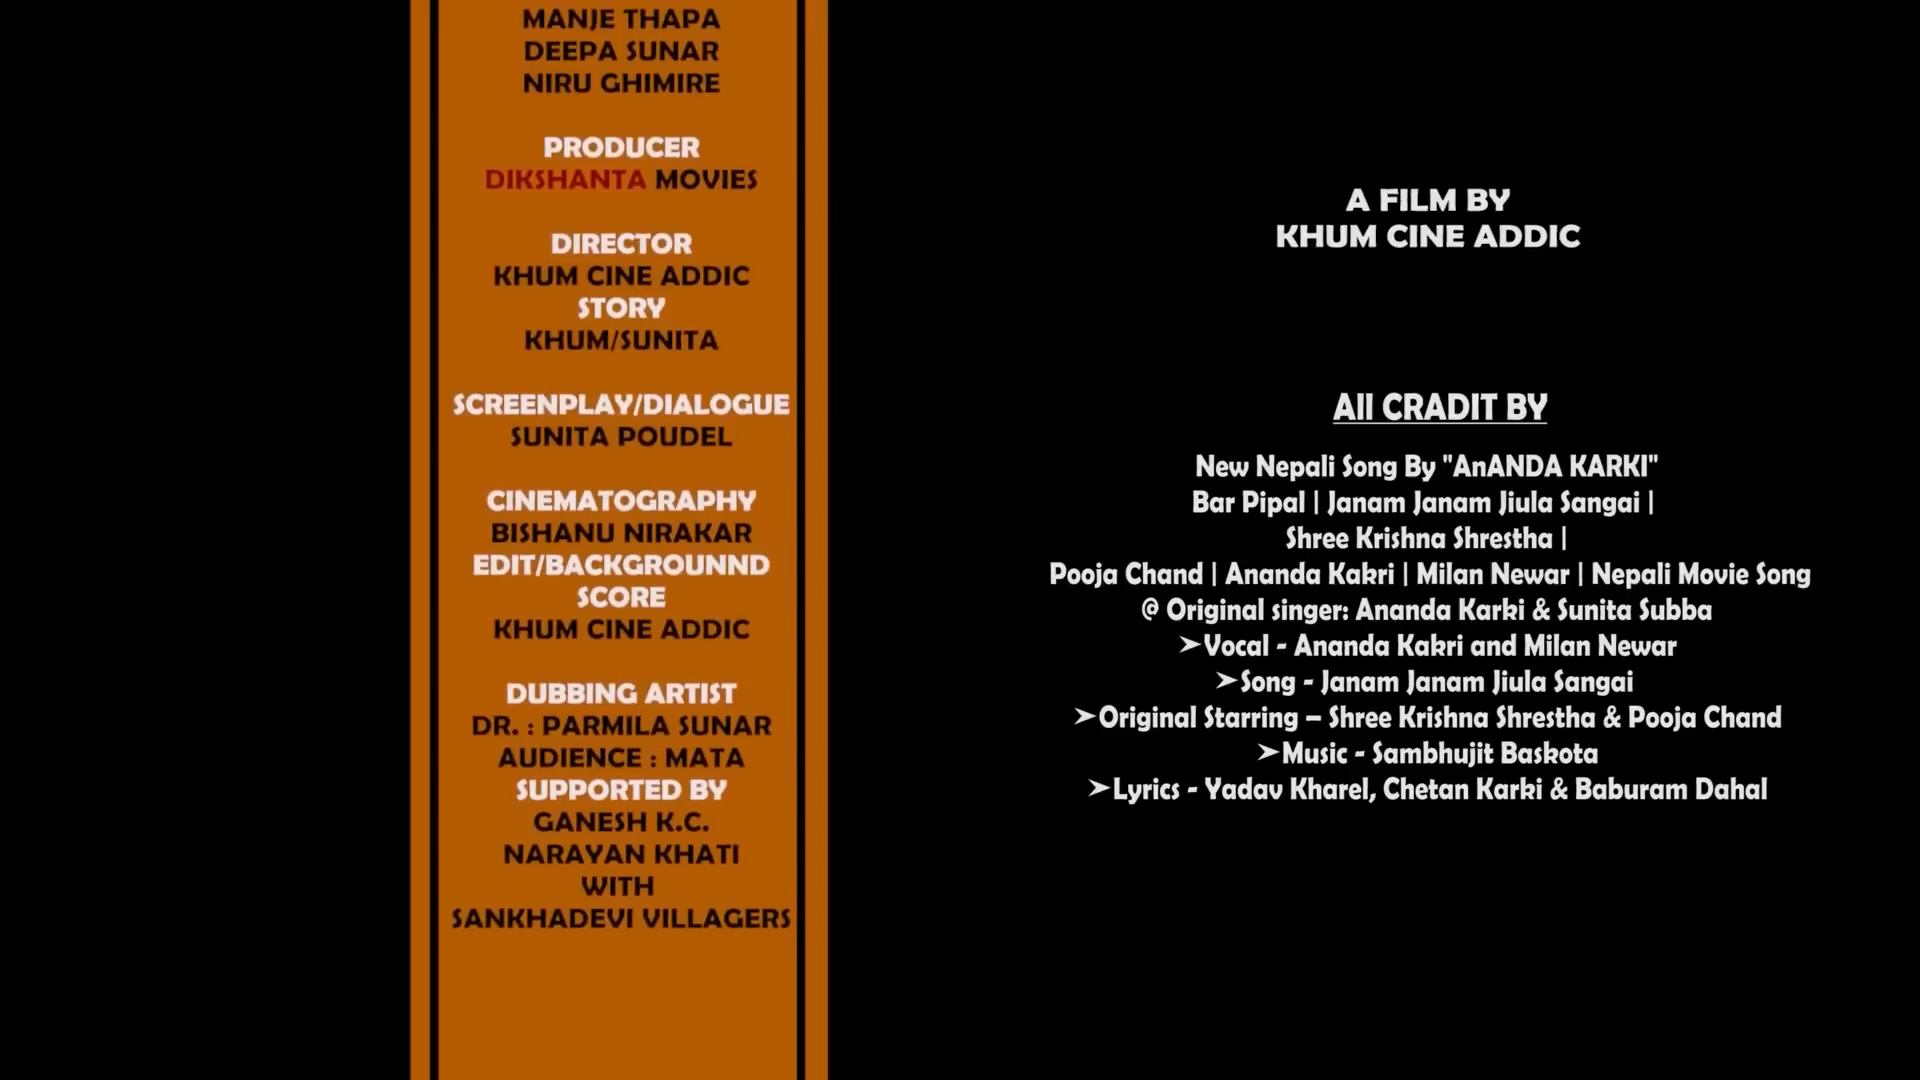 MANJE THAPA
DEEPA SUNAR
NIRU GHIMIRE
PRODUCER
DIKSHANTA MOVIES
DIRECTOR
KHUM CINE ADDIC
STORY
KHUM/SUNITA
SCREENPLAY/DIALOGUE
SUNITA POUDEL
CINEMATOGRAPHY
BISHANU NIRAKAR
EDIT/BACKGROUNND
SCORE
KHUM CINE ADDIC
DUBBING ARTIST
DR. : PARMILA SUNAR
AUDIENCE : MATA
SUPPORTED BY
GANESH K.C.
NARAYAN KHATI
WITH
SANKHADEVI VILLAGERS
A FILM BY
KHUM CINE ADDIC
All CRADIT BY
New Nepali Song By "AnANDA KARKI"
Bar Pipal | Janam Janam Jiula Sangai |
Shree Krishna Shrestha |
Pooja Chand | Ananda Kakri | Milan Newar | Nepali Movie Song
@ Original singer: Ananda Karki & Sunita Subba
➤Vocal - Ananda Kakri and Milan Newar
➤Song - Janam Janam Jiula Sangai
➤Original Starring – Shree Krishna Shrestha & Pooja Chand
➤Music - Sambhujit Baskota
➤Lyrics - Yadav Kharel, Chetan Karki & Baburam Dahal